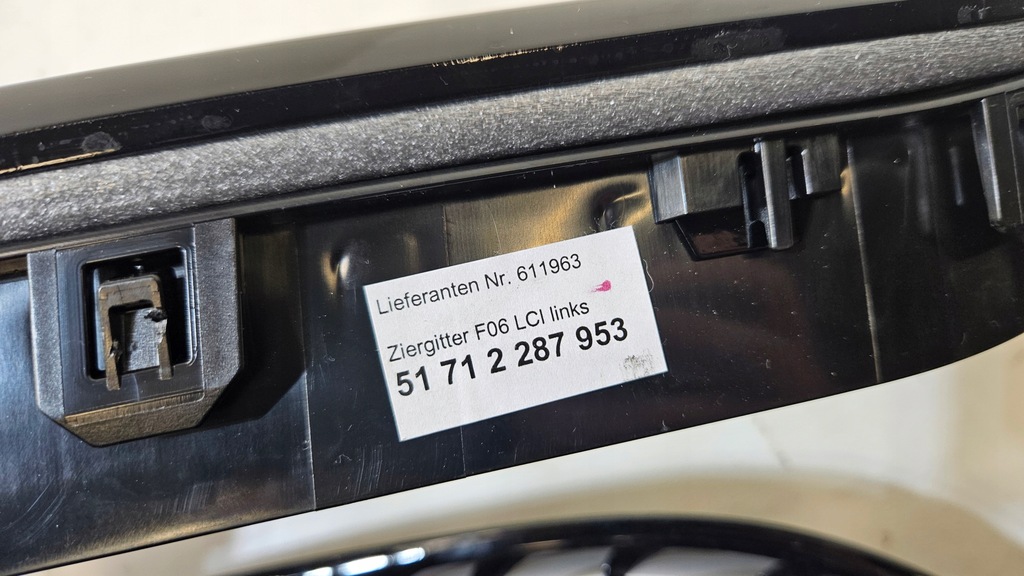 Lieferanten Nr. 611963
Ziergitter F06 LCI links
51 71 2 287 953